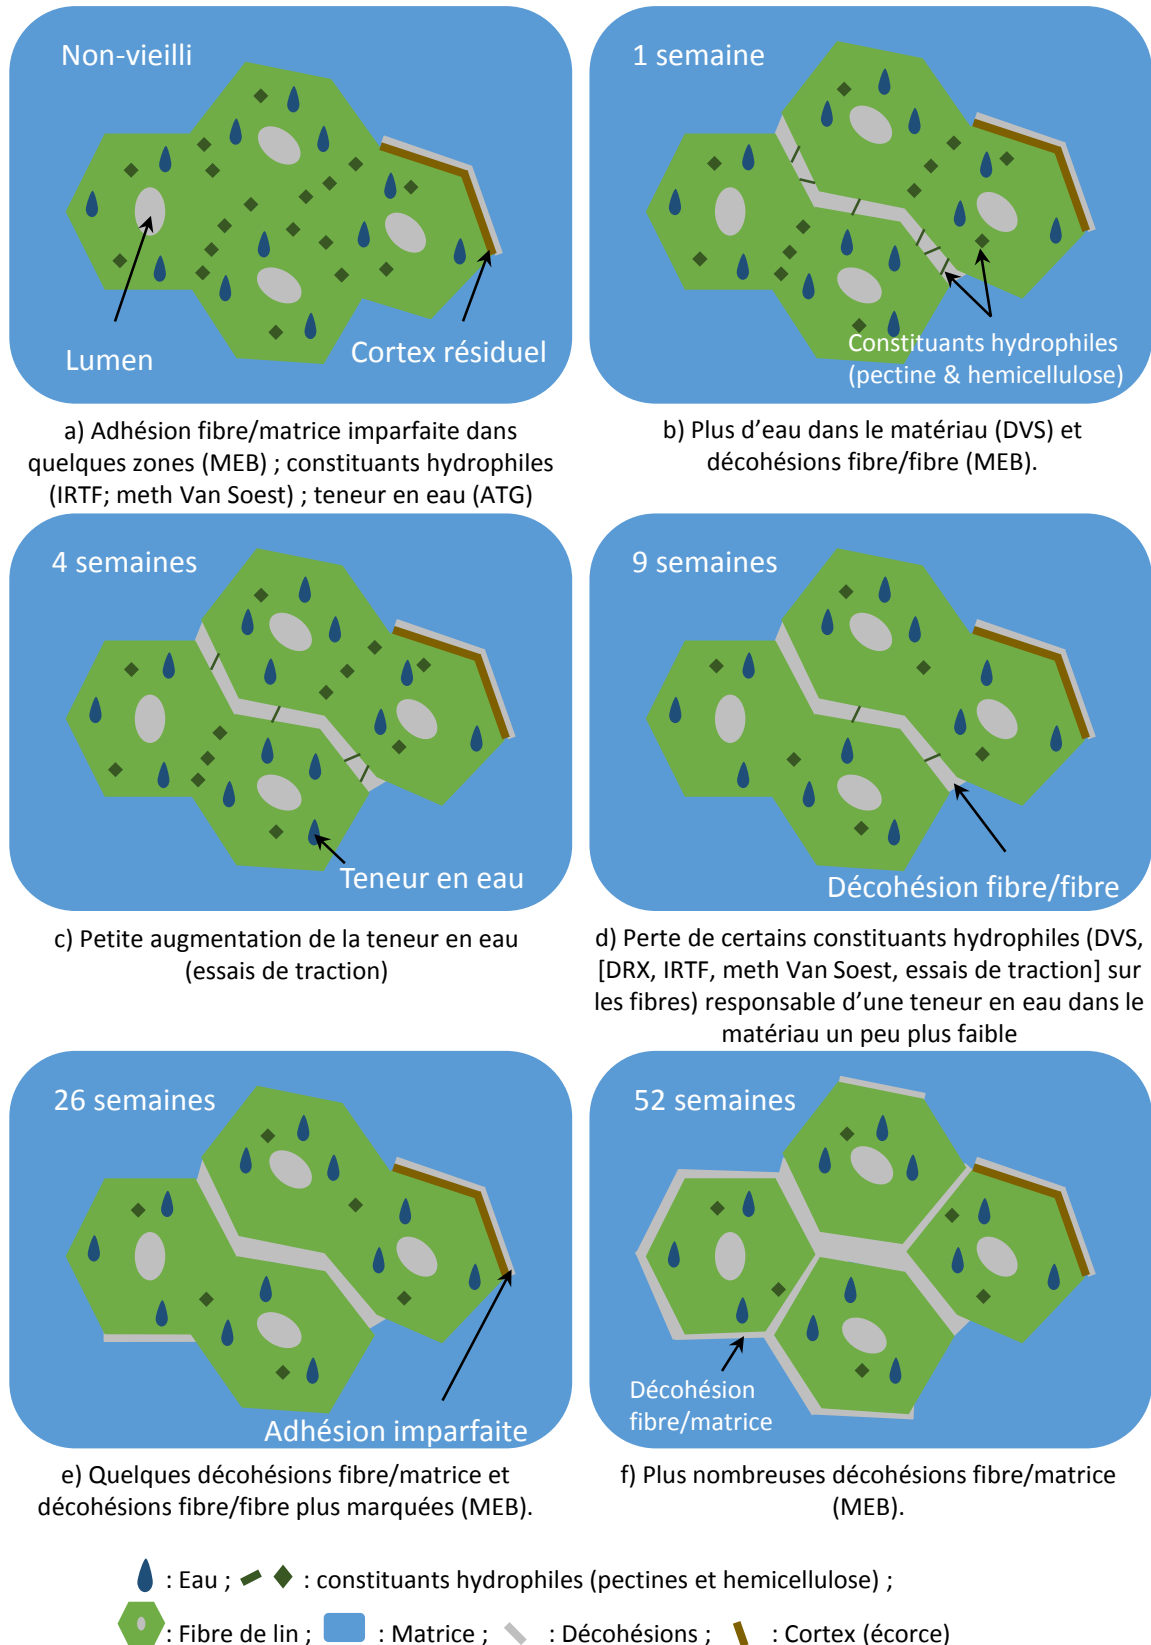 Non-vieilli
Lumen
Cortex résiduel
a) Adhésion fibre/matrice imparfaite dans
quelques zones (MEB) ; constituants hydrophiles
(IRTF; meth Van Soest) ; teneur en eau (ATG)
1 semaine
Constituants hydrophiles
(pectine & hemicellulose)
b) Plus d'eau dans le matériau (DVS) et
décohésions fibre/fibre (MEB).
4 semaines
Teneur en eau
c) Petite augmentation de la teneur en eau
(essais de traction)
9 semaines
Décohésion fibre/fibre
d) Perte de certains constituants hydrophiles (DVS,
[DRX, IRTF, meth Van Soest, essais de traction] sur
les fibres) responsable d'une teneur en eau dans le
matériau un peu plus faible
26 semaines
Adhésion imparfaite
e) Quelques décohésions fibre/matrice et
décohésions fibre/fibre plus marquées (MEB).
52 semaines
Décohésion
fibre/matrice
f) Plus nombreuses décohésions fibre/matrice
(MEB).
: Eau ; : constituants hydrophiles (pectines et hemicellulose) ;
: Fibre de lin ; : Matrice ; : Décohésions ; : Cortex (écorce)